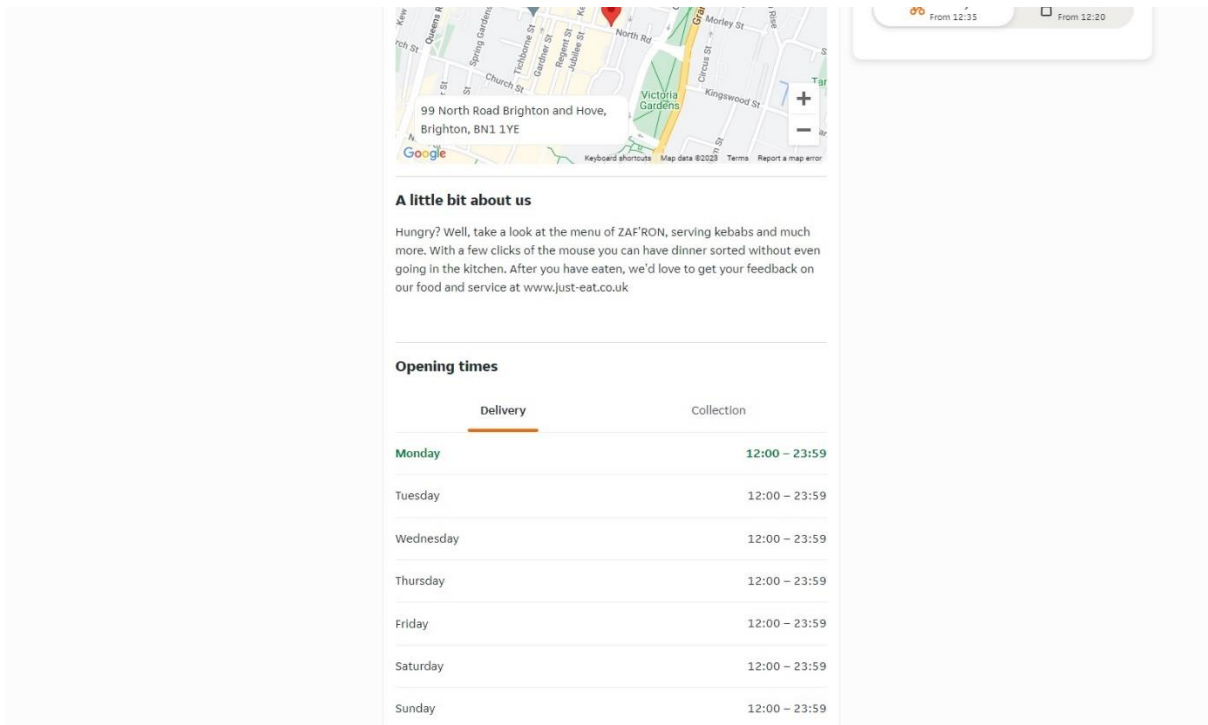 Kew
Queens R
Spring Gardens
Tichborne St
Gardner St
Regent St
Jubilee St
North Rd
Morley St
Rise
Church St
Circus St
Victoria
Gardens
Kingswood St
99 North Road Brighton and Hove,
Brighton, BN1 1YE
+
−
Google
Keyboard shortcuts Map data ©2023 Terms Report a map error
From 12:35
From 12:20
A little bit about us
Hungry? Well, take a look at the menu of ZAF'RON, serving kebabs and much
more. With a few clicks of the mouse you can have dinner sorted without even
going in the kitchen. After you have eaten, we'd love to get your feedback on
our food and service at www.just-eat.co.uk
Opening times
Delivery Collection
Monday 12:00 – 23:59
Tuesday 12:00 – 23:59
Wednesday 12:00 – 23:59
Thursday 12:00 – 23:59
Friday 12:00 – 23:59
Saturday 12:00 – 23:59
Sunday 12:00 – 23:59